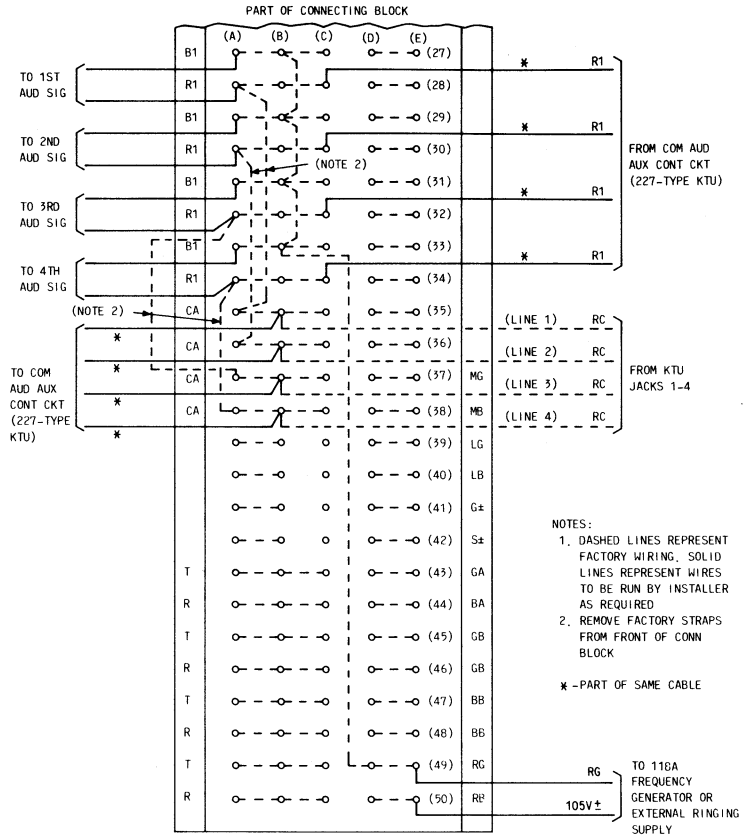 PART OF CONNECTING BLOCK
(A) (B) (C) (D) (E)
B1 (27)
* R1
R1 (28)
TO 1ST
AUD SIG
B1 (29)
* R1
R1 (30)
TO 2ND
AUD SIG
(NOTE 2)
B1 (31)
* R1
R1 (32)
TO 3RD
AUD SIG
B1 (33)
* R1
R1 (34)
TO 4TH
AUD SIG
FROM COM AUD
AUX CONT CKT
(227-TYPE KTU)
(NOTE 2)
CA (35)
* (LINE 1) RC
CA (36)
* (LINE 2) RC
CA (37) MG
* (LINE 3) RC
CA (38) MB
* (LINE 4) RC
TO COM
AUD AUX
CONT CKT
(227-TYPE
KTU)
FROM KTU
JACKS 1-4
(39) LG
(40) LB
(41) G±
(42) S±
T (43) GA
R (44) BA
T (45) GB
R (46) GB
T (47) BB
R (48) BB
T (49) RG
R (50) RB
NOTES:
1. DASHED LINES REPRESENT
FACTORY WIRING, SOLID
LINES REPRESENT WIRES
TO BE RUN BY INSTALLER
AS REQUIRED
2. REMOVE FACTORY STRAPS
FROM FRONT OF CONN
BLOCK
* -PART OF SAME CABLE
RG
105V±
TO 118A
FREQUENCY
GENERATOR OR
EXTERNAL RINGING
SUPPLY